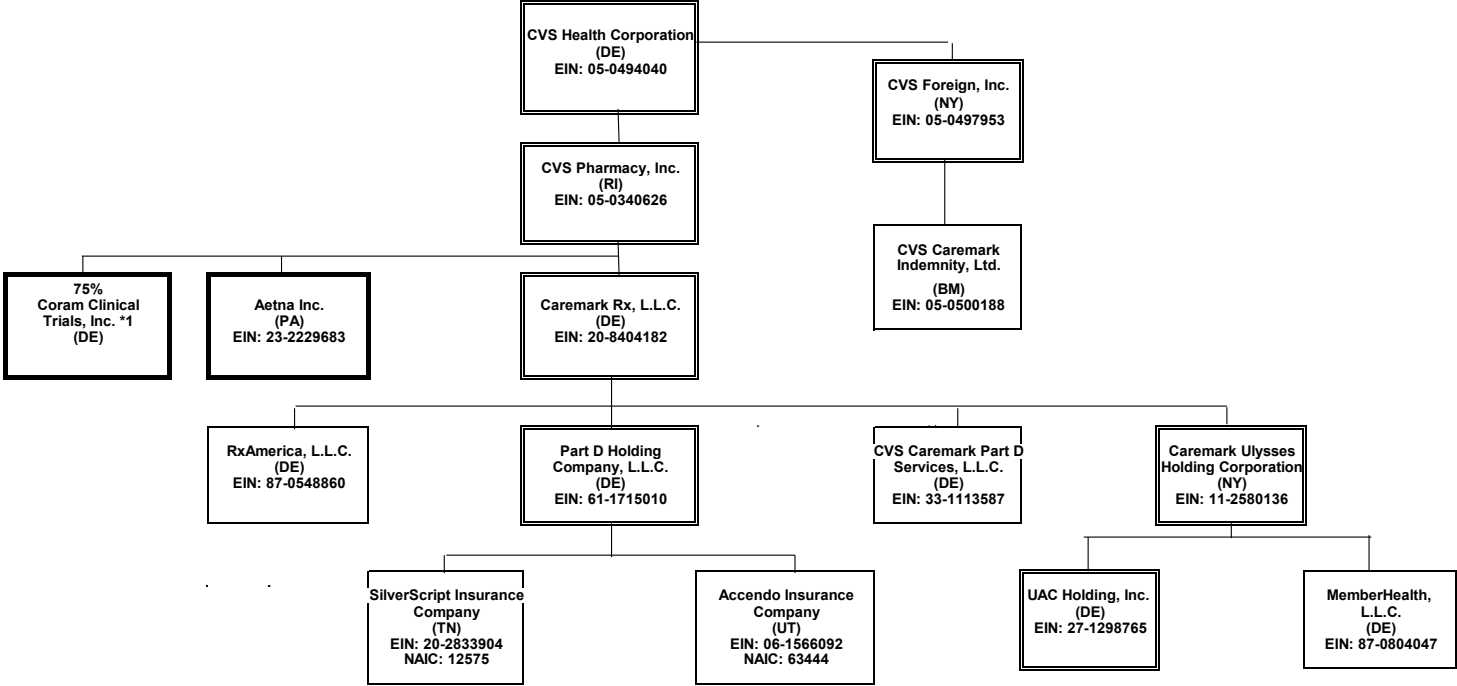 CVS Health Corporation
(DE)
EIN: 05-0494040
CVS Foreign, Inc.
(NY)
EIN: 05-0497953
CVS Pharmacy, Inc.
(RI)
EIN: 05-0340626
CVS Caremark
Indemnity, Ltd.
(BM)
EIN: 05-0500188
75%
Coram Clinical
Trials, Inc. *1
(DE)
Aetna Inc.
(PA)
EIN: 23-2229683
Caremark Rx, L.L.C.
(DE)
EIN: 20-8404182
RxAmerica, L.L.C.
(DE)
EIN: 87-0548860
Part D Holding
Company, L.L.C.
(DE)
EIN: 61-1715010
CVS Caremark Part D
Services, L.L.C.
(DE)
EIN: 33-1113587
Caremark Ulysses
Holding Corporation
(NY)
EIN: 11-2580136
SilverScript Insurance
Company
(TN)
EIN: 20-2833904
NAIC: 12575
Accendo Insurance
Company
(UT)
EIN: 06-1566092
NAIC: 63444
UAC Holding, Inc.
(DE)
EIN: 27-1298765
MemberHealth,
L.L.C.
(DE)
EIN: 87-0804047